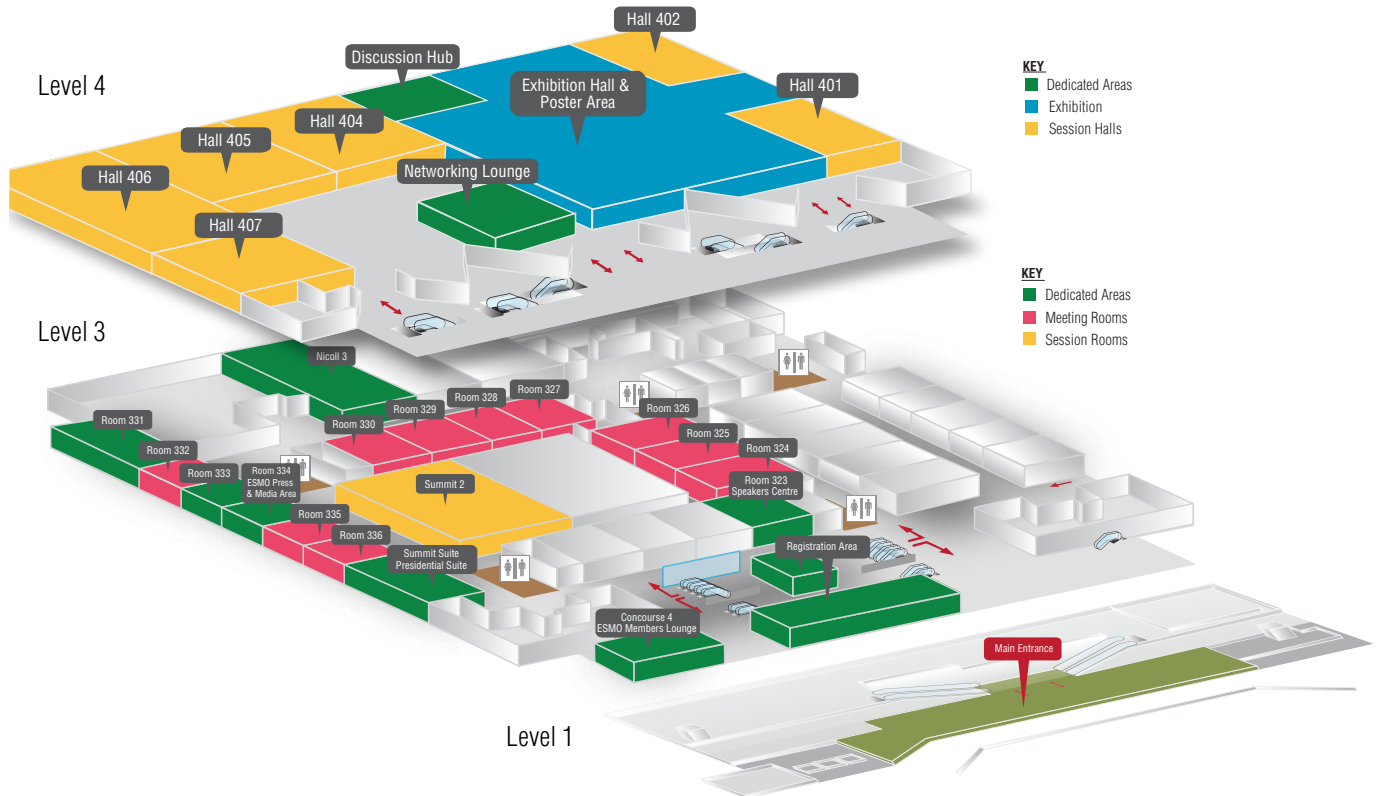 Hall 402
Discussion Hub
Level 4
Exhibition Hall &
Poster Area
Hall 401
Hall 404
Hall 405
Hall 406
Networking Lounge
Hall 407
KEY
Dedicated Areas
Exhibition
Session Halls
Level 3
KEY
Dedicated Areas
Meeting Rooms
Session Rooms
Nicoll 3
Room 327
Room 328
Room 329
Room 330
Room 326
Room 325
Room 324
Room 331
Room 332
Room 333
Room 334
ESMO Press
& Media Area
Summit 2
Room 323
Speakers Centre
Room 335
Room 336
Summit Suite
Presidential Suite
Registration Area
Concourse 4
ESMO Members Lounge
Main Entrance
Level 1